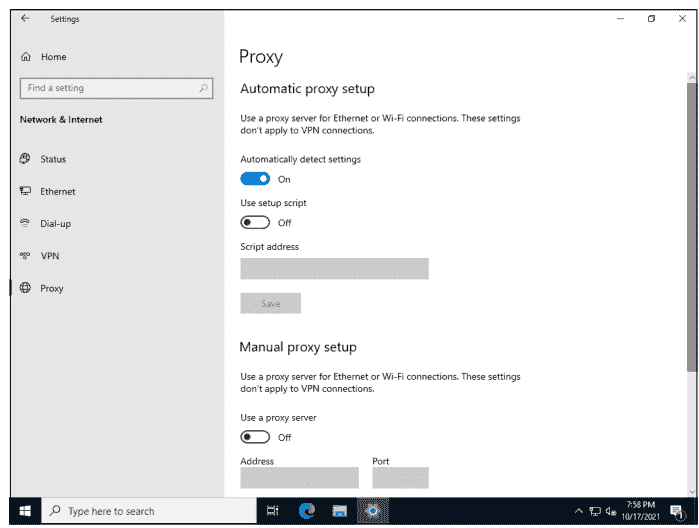 Settings
Home
Find a setting
Network & Internet
Status
Ethernet
Dial-up
VPN
Proxy
Proxy
Automatic proxy setup
Use a proxy server for Ethernet or Wi-Fi connections. These settings
don't apply to VPN connections.
Automatically detect settings
On
Use setup script
Off
Script address
Save
Manual proxy setup
Use a proxy server for Ethernet or Wi-Fi connections. These settings
don't apply to VPN connections.
Use a proxy server
Off
Address Port
Type here to search
7:58 PM
10/17/2021
1